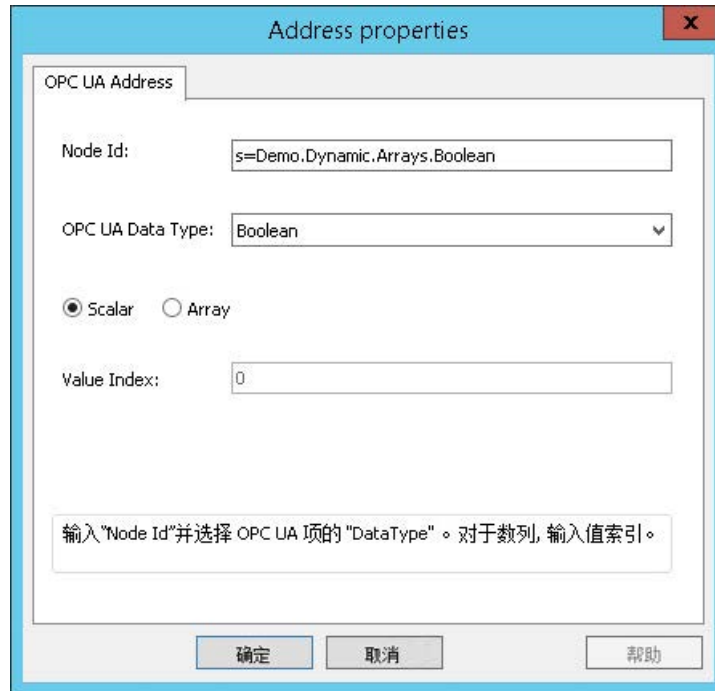 Address properties
x
OPC UA Address
Node Id: s=Demo.Dynamic.Arrays.Boolean
OPC UA Data Type: Boolean
Scalar Array
Value Index: 0
输入"Node Id"并选择 OPC UA 项的 "DataType" 。对于数列, 输入值索引。
确定 取消 帮助